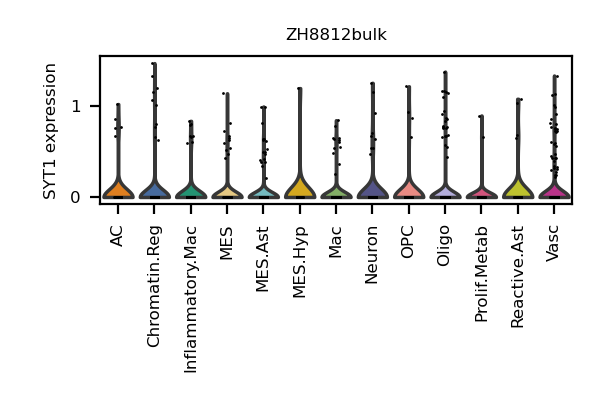 ZH8812bulk
SYT1 expression
1
0
AC
Chromatin.Reg
Inflammatory.Mac
MES
MES.Ast
MES.Hyp
Mac
Neuron
OPC
Oligo
Prolif.Metab
Reactive.Ast
Vasc